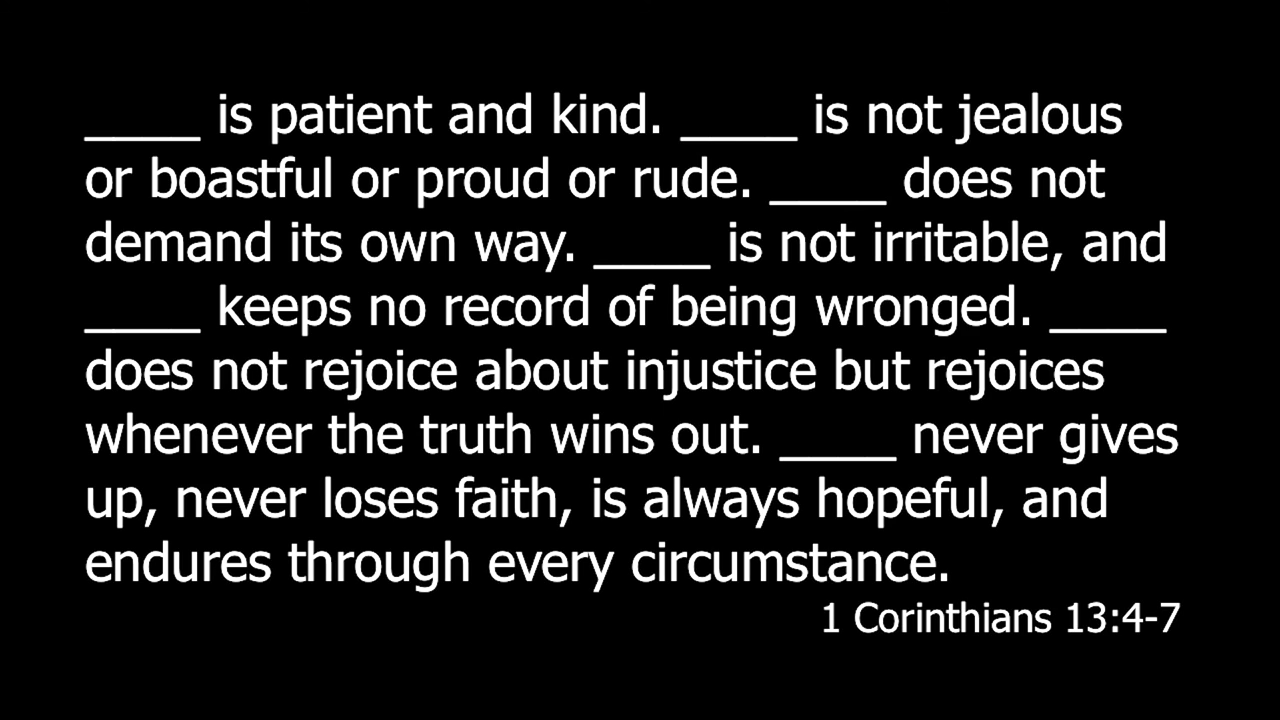 ____ is patient and kind. ____ is not jealous
or boastful or proud or rude. ____ does not
demand its own way. ____ is not irritable, and
____ keeps no record of being wronged. ____
does not rejoice about injustice but rejoices
whenever the truth wins out. ____ never gives
up, never loses faith, is always hopeful, and
endures through every circumstance.
1 Corinthians 13:4-7